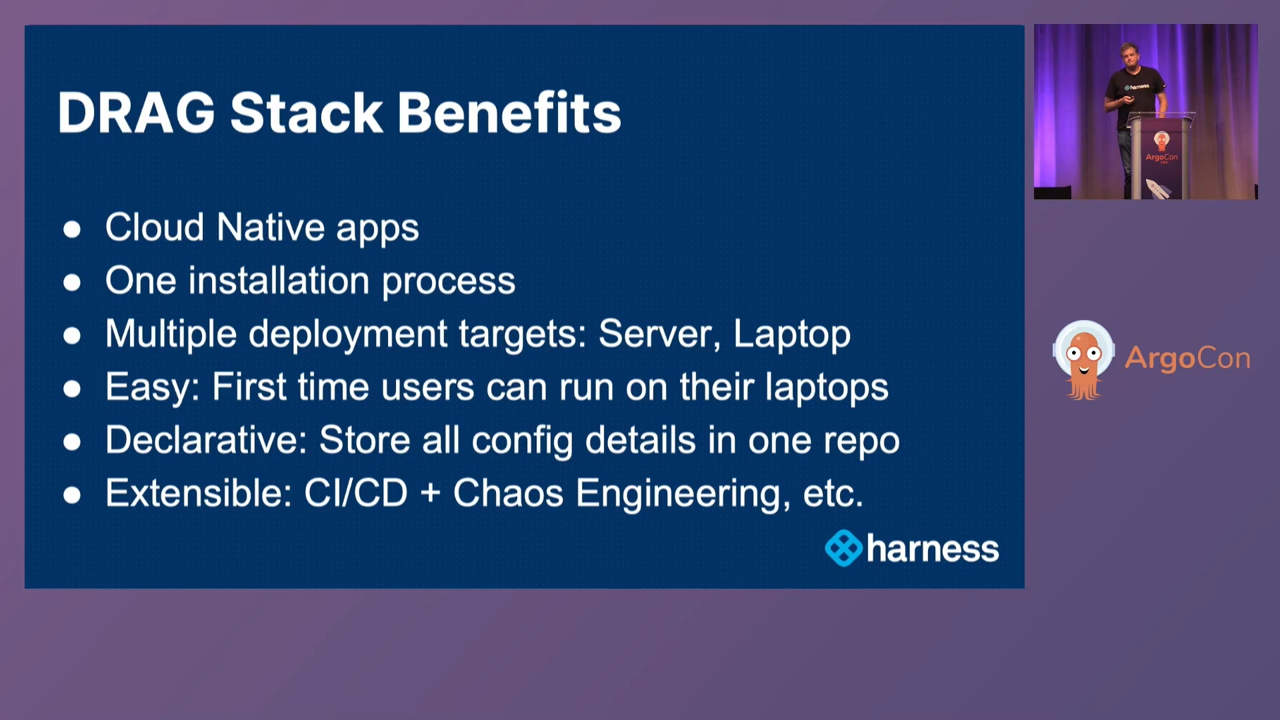 DRAG Stack Benefits
● Cloud Native apps
● One installation process
● Multiple deployment targets: Server, Laptop
● Easy: First time users can run on their laptops
● Declarative: Store all config details in one repo
● Extensible: CI/CD + Chaos Engineering, etc.
harness
harness
ArgoCon
ArgoCon